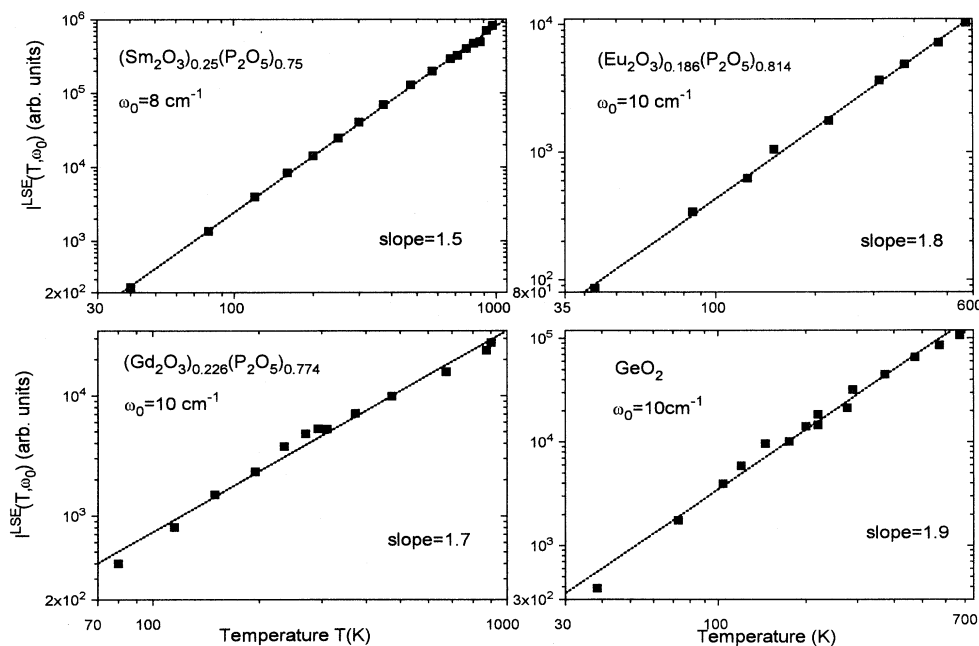 (Sm2O3)0.25(P2O5)0.75
ω0=8 cm-1
slope=1.5
I^LSE(T,ω0) (arb. units)
10^6
10^5
10^4
10^3
2x10^2
30
100
1000
(Eu2O3)0.186(P2O5)0.814
ω0=10 cm-1
slope=1.8
10^4
10^3
10^2
8x10^1
35
100
600
(Gd2O3)0.226(P2O5)0.774
ω0=10 cm-1
slope=1.7
I^LSE(T,ω0) (arb. units)
10^4
10^3
2x10^2
70
100
1000
Temperature T(K)
GeO2
ω0=10cm-1
slope=1.9
10^5
10^4
10^3
3x10^2
30
100
700
Temperature (K)